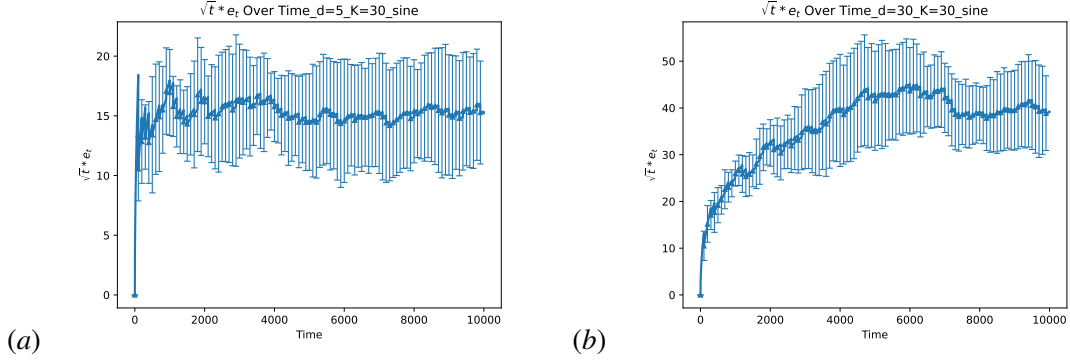 √t * e_t Over Time_d=5_K=30_sine
√t * e_t
20
15
10
5
0
0 2000 4000 6000 8000 10000
Time
(a)
√t * e_t Over Time_d=30_K=30_sine
√t * e_t
50
40
30
20
10
0
0 2000 4000 6000 8000 10000
Time
(b)